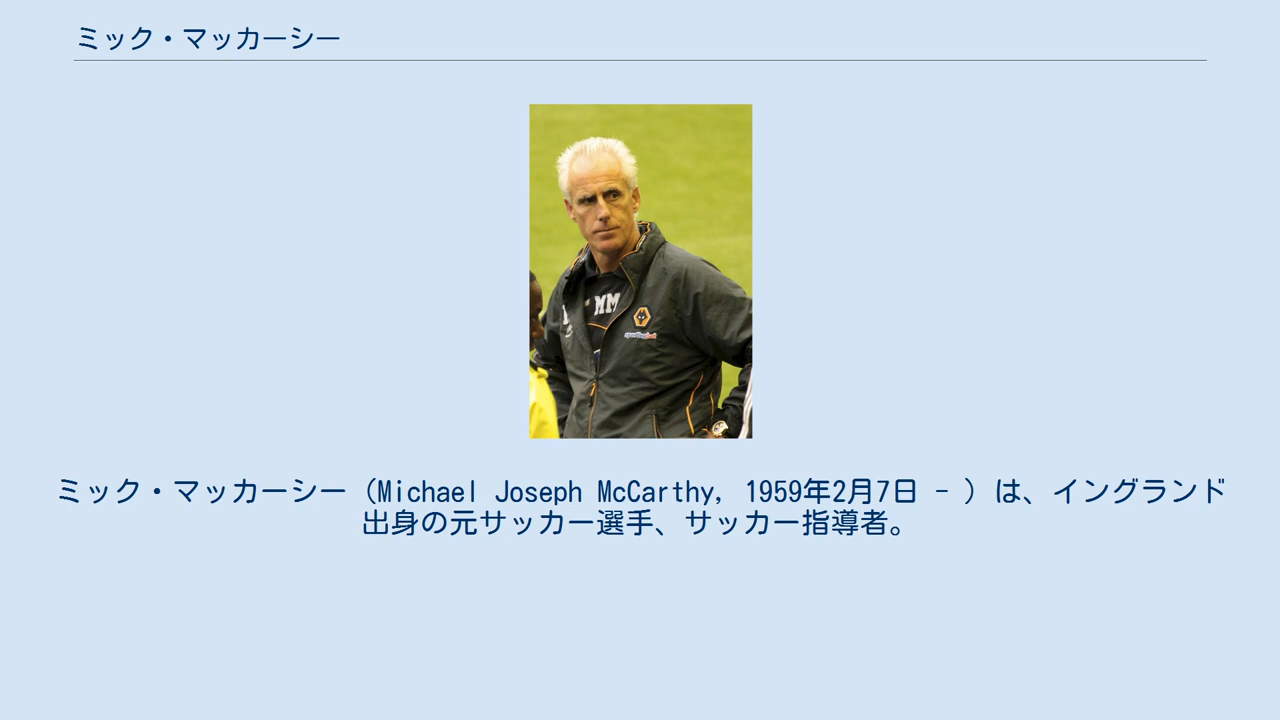 ミック・マッカーシー
MM
ミック・マッカーシー（Michael Joseph McCarthy, 1959年2月7日 - ）は、イングランド
出身の元サッカー選手、サッカー指導者。